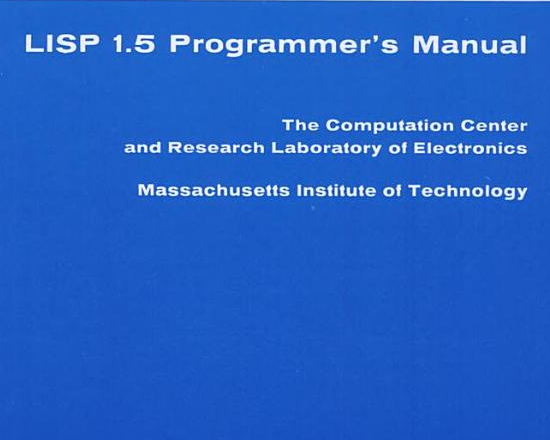 LISP 1.5 Programmer's Manual
The Computation Center
and Research Laboratory of Electronics
Massachusetts Institute of Technology